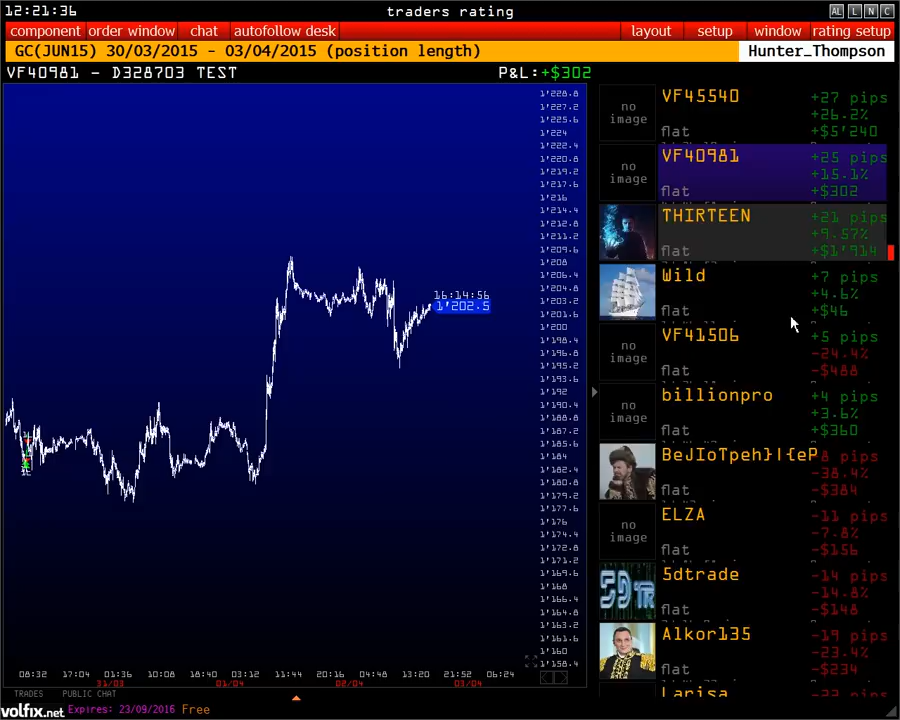 12:21:36 traders rating AL L N C
component order window chat autofollow desk layout setup window rating setup
GC(JUN15) 30/03/2015 - 03/04/2015 (position length) Hunter_Thompson
VF40981 - D328703 TEST P&L:+$302
1'228.8
1'227.2
1'225.6
1'224
1'222.4
1'220.8
1'219.2
1'217.6
1'216
1'214.4
1'212.8
1'211.2
1'209.6
1'208
1'206.4
1'204.8
1'203.2
1'201.6
1'200
1'198.4
1'196.8
1'195.2
1'193.6
1'192
1'190.4
1'188.8
1'187.2
1'185.6
1'184
1'182.4
1'180.8
1'179.2
1'177.6
1'176
1'174.4
1'172.8
1'171.2
1'169.6
1'168
1'166.4
1'164.8
1'163.2
1'161.6
1'160
1'158.4
16:14:56
1'202.5
08:32 17:04 01:36 10:08 18:40 03:12 11:44 20:16 04:48 13:20 21:52 06:24
31/03 01/04 02/04 03/04
no image
VF45540
flat
+27 pips
+26.2%
+$5'240
no image
VF40981
flat
+25 pips
+15.1%
+$302
THIRTEEN
flat
+21 pips
+9.57%
+$1'914
Wild
flat
+7 pips
+4.6%
+$46
no image
VF41506
flat
+5 pips
-24.4%
-$488
no image
billionpro
flat
+4 pips
+3.6%
+$360
BeJIoTpeh}|{eP
flat
8 pips
-38.4%
-$384
no image
ELZA
flat
-11 pips
-7.8%
-$156
5D TR
5dtrade
flat
-14 pips
-14.8%
-$148
Alkor135
flat
-19 pips
-23.4%
-$234
Larisa
TRADES PUBLIC CHAT
volfix.net Expires: 23/09/2016 Free